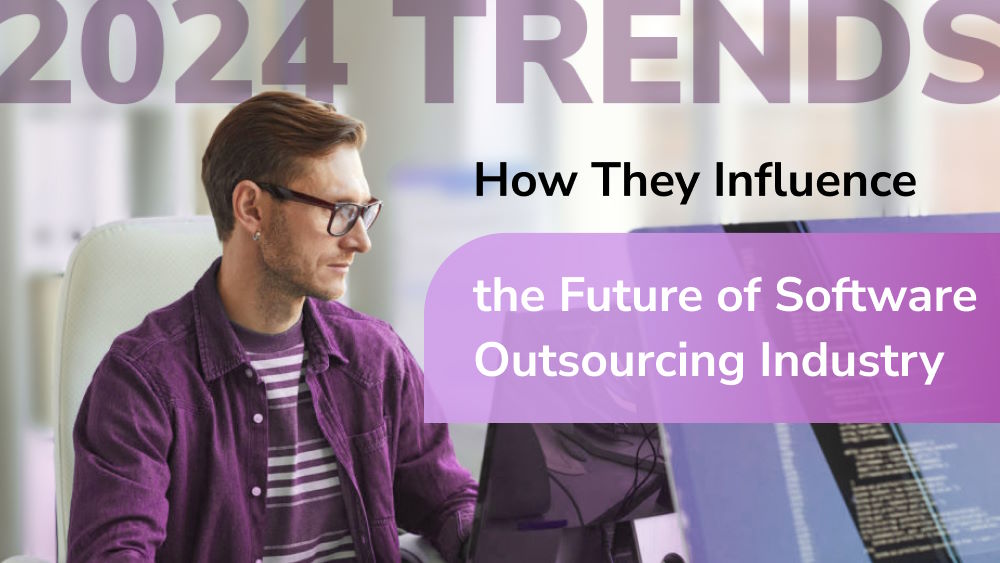 2024 TRENDS
How They Influence
the Future of Software
Outsourcing Industry